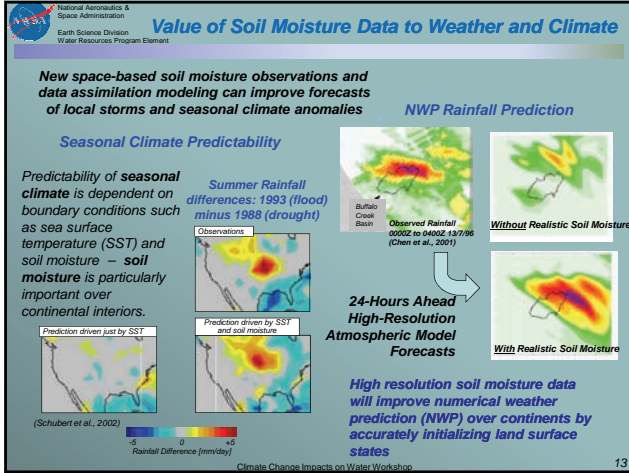 National Aeronautics &
Space Administration
Earth Science Division
Water Resources Program Element
Value of Soil Moisture Data to Weather and Climate
New space-based soil moisture observations and
data assimilation modeling can improve forecasts
of local storms and seasonal climate anomalies
Seasonal Climate Predictability
Predictability of seasonal
climate is dependent on
boundary conditions such
as sea surface
temperature (SST) and
soil moisture – soil
moisture is particularly
important over
continental interiors.
Summer Rainfall
differences: 1993 (flood)
minus 1988 (drought)
Observations
Prediction driven just by SST
Prediction driven by SST
and soil moisture
(Schubert et al., 2002)
-5 0 +5
Rainfall Difference [mm/day]
NWP Rainfall Prediction
Buffalo
Creek
Basin
Observed Rainfall
0000Z to 0400Z 13/7/96
(Chen et al., 2001)
Without Realistic Soil Moisture
24-Hours Ahead
High-Resolution
Atmospheric Model
Forecasts
With Realistic Soil Moisture
High resolution soil moisture data
will improve numerical weather
prediction (NWP) over continents by
accurately initializing land surface
states
Climate Change Impacts on Water Workshop
13